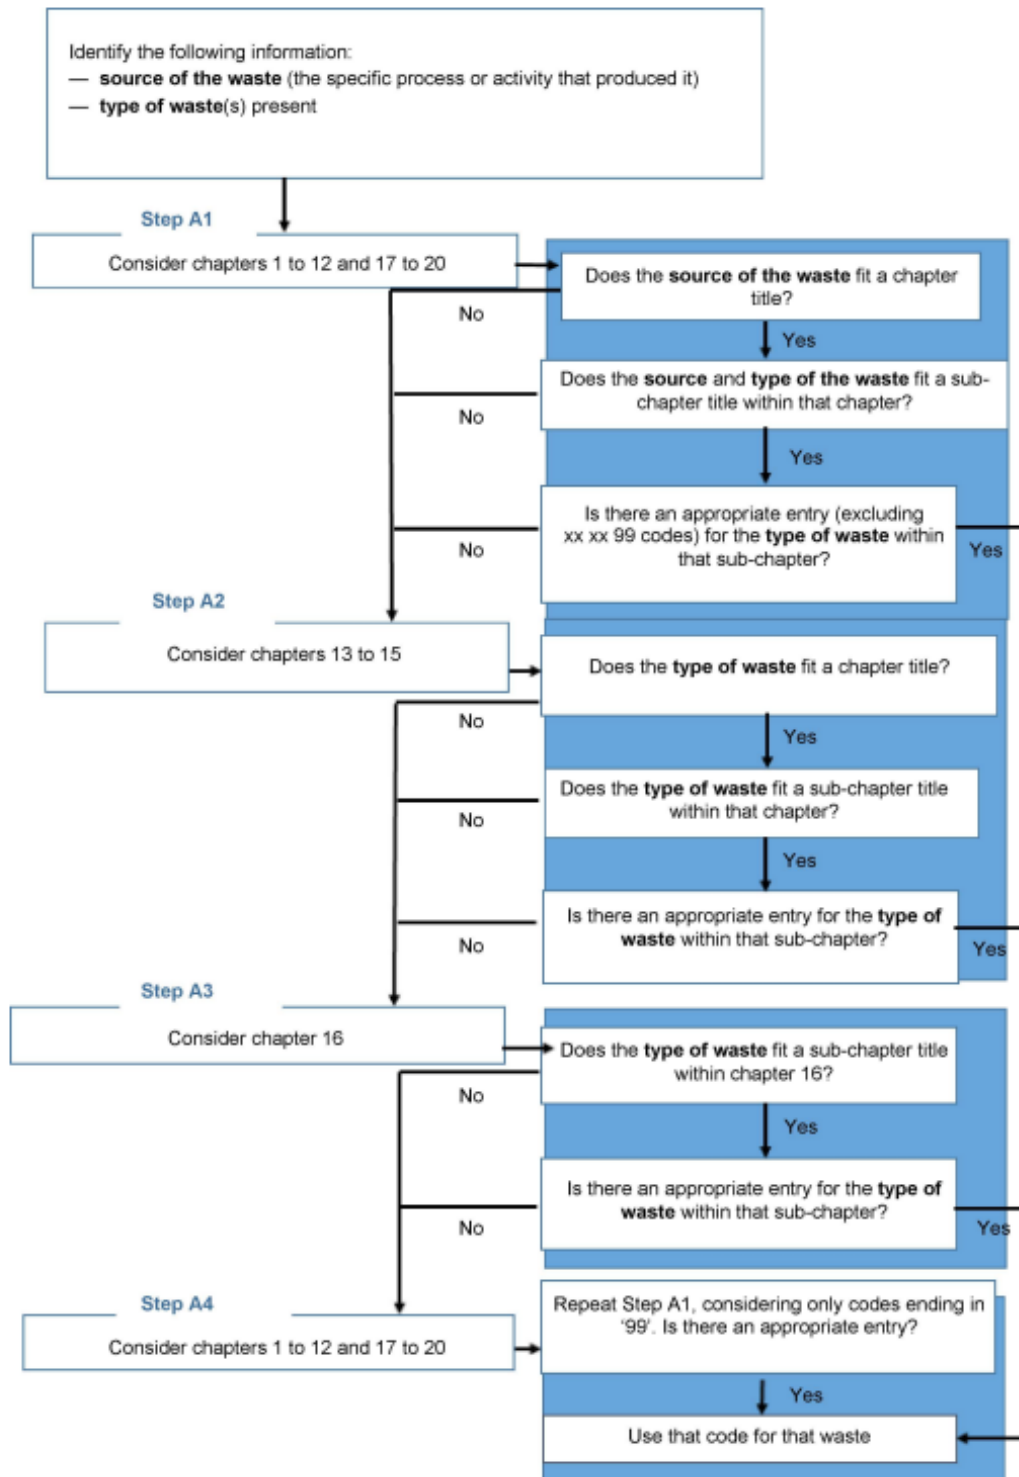 Identify the following information:
— source of the waste (the specific process or activity that produced it)
— type of waste(s) present
Step A1
Consider chapters 1 to 12 and 17 to 20
Does the source of the waste fit a chapter
title?
No
Yes
Does the source and type of the waste fit a sub-
chapter title within that chapter?
No
Yes
Is there an appropriate entry (excluding
xx xx 99 codes) for the type of waste within
that sub-chapter?
No
Yes
Step A2
Consider chapters 13 to 15
Does the type of waste fit a chapter title?
No
Yes
Does the type of waste fit a sub-chapter title
within that chapter?
No
Yes
Is there an appropriate entry for the type of
waste within that sub-chapter?
No
Yes
Step A3
Consider chapter 16
Does the type of waste fit a sub-chapter title
within chapter 16?
No
Yes
Is there an appropriate entry for the type of
waste within that sub-chapter?
No
Yes
Step A4
Consider chapters 1 to 12 and 17 to 20
Repeat Step A1, considering only codes ending in
‘99’. Is there an appropriate entry?
Yes
Use that code for that waste